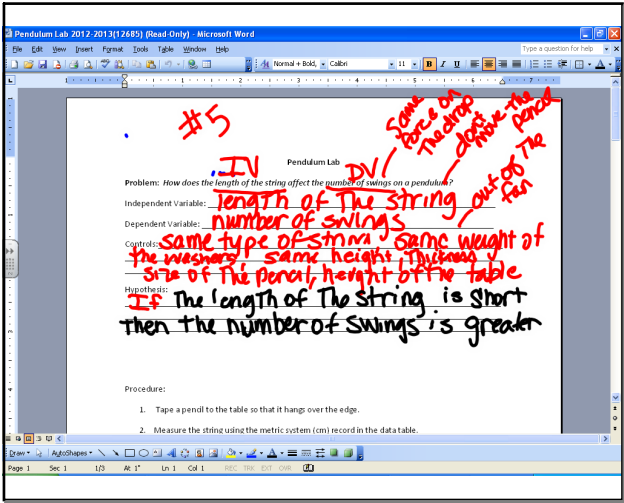 Pendulum Lab 2012-2013(12685) (Read-Only) - Microsoft Word
File Edit View Insert Format Tools Table Window Help Type a question for help
Normal + Bold, Calibri 11 B I U
#5
Same force on The drop
don't move the pencil
out of The fan
IV DV
Pendulum Lab
Problem: How does the length of the string affect the number of swings on a pendulum?
Independent Variable: length of The string
Dependent Variable: number of swings
Controls: same type of string same weight of
the washers, same height, Thickness,
size of The pencil, height of the table
Hypothesis:
If The length of The string is short
then the number of swings is greater
Procedure:
1. Tape a pencil to the table so that it hangs over the edge.
2. Measure the string using the metric system (cm) record in the data table.
Draw AutoShapes
Page 1 Sec 1 1/3 At 1" Ln 1 Col 1 REC TRK EXT OVR